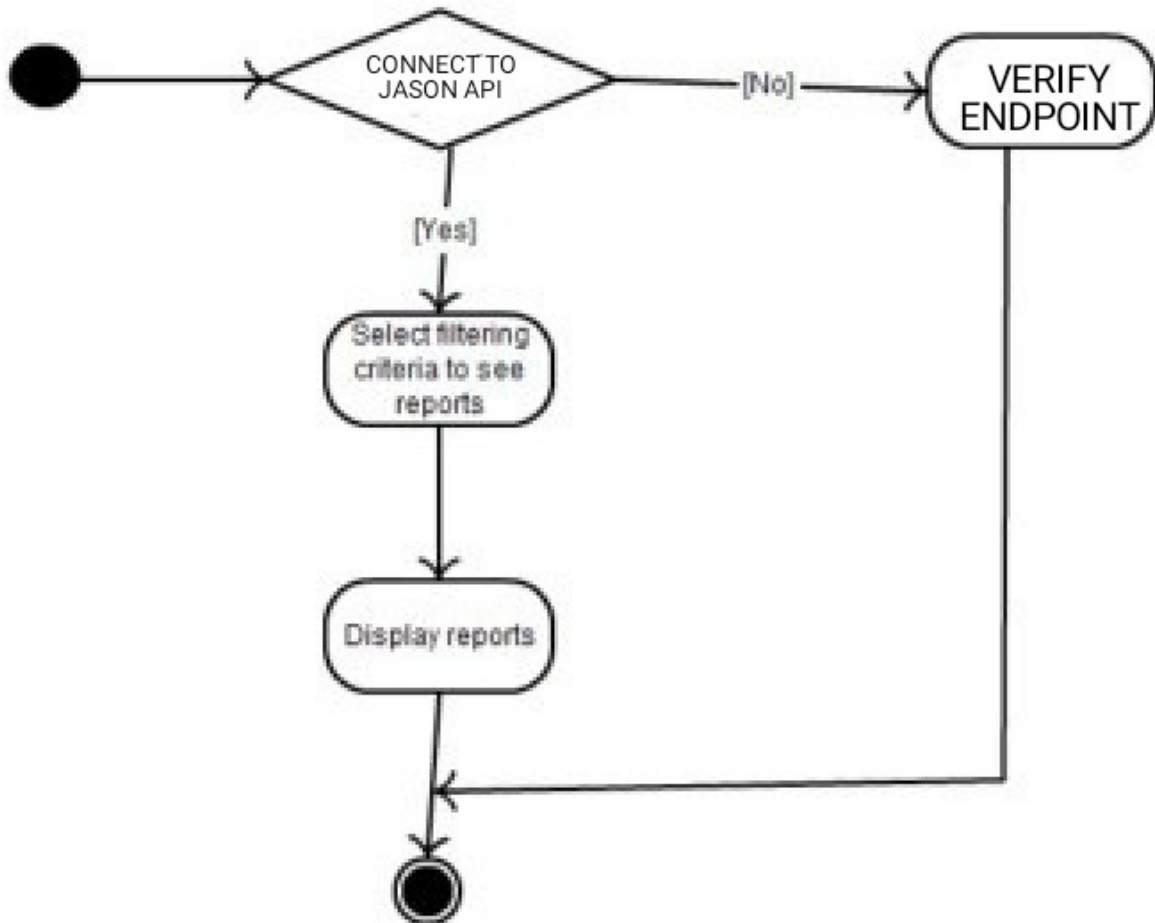 CONNECT TO
JASON API
[No]
VERIFY
ENDPOINT
[Yes]
Select filtering
criteria to see
reports
Display reports